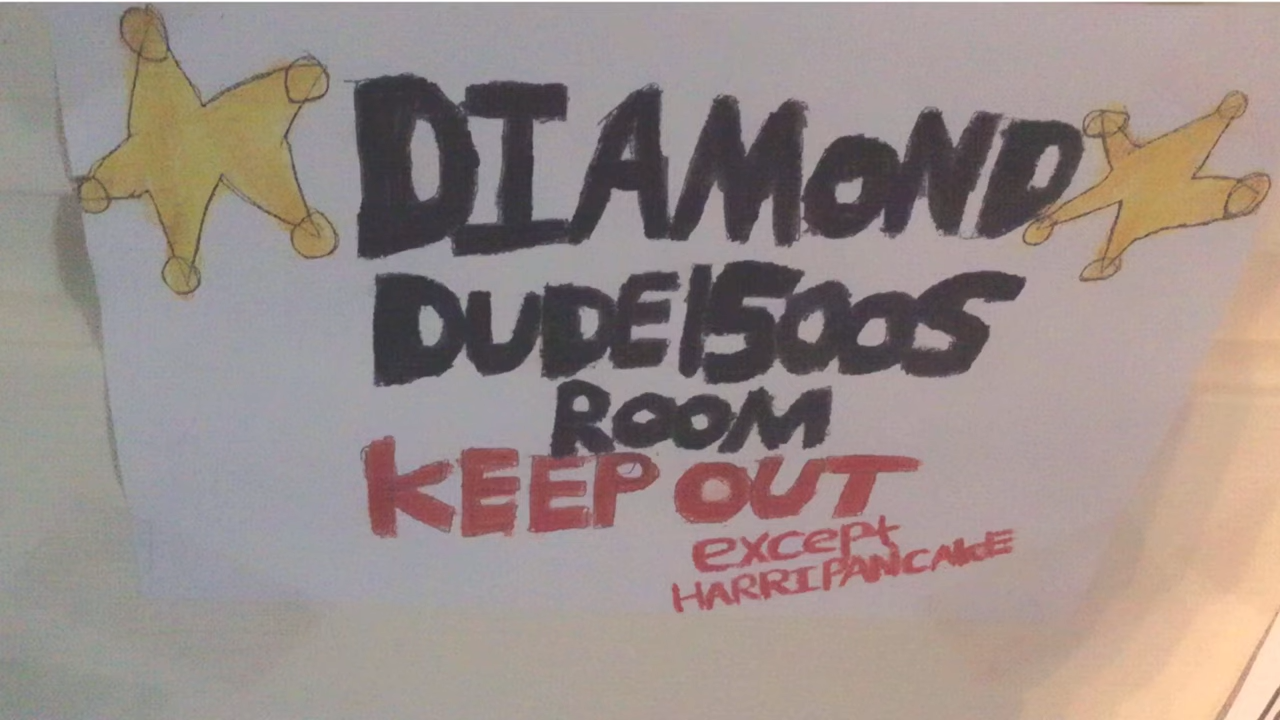 DIAMOND
DUDE1500S
ROOM
KEEP OUT
except
HARRIPANCAKE